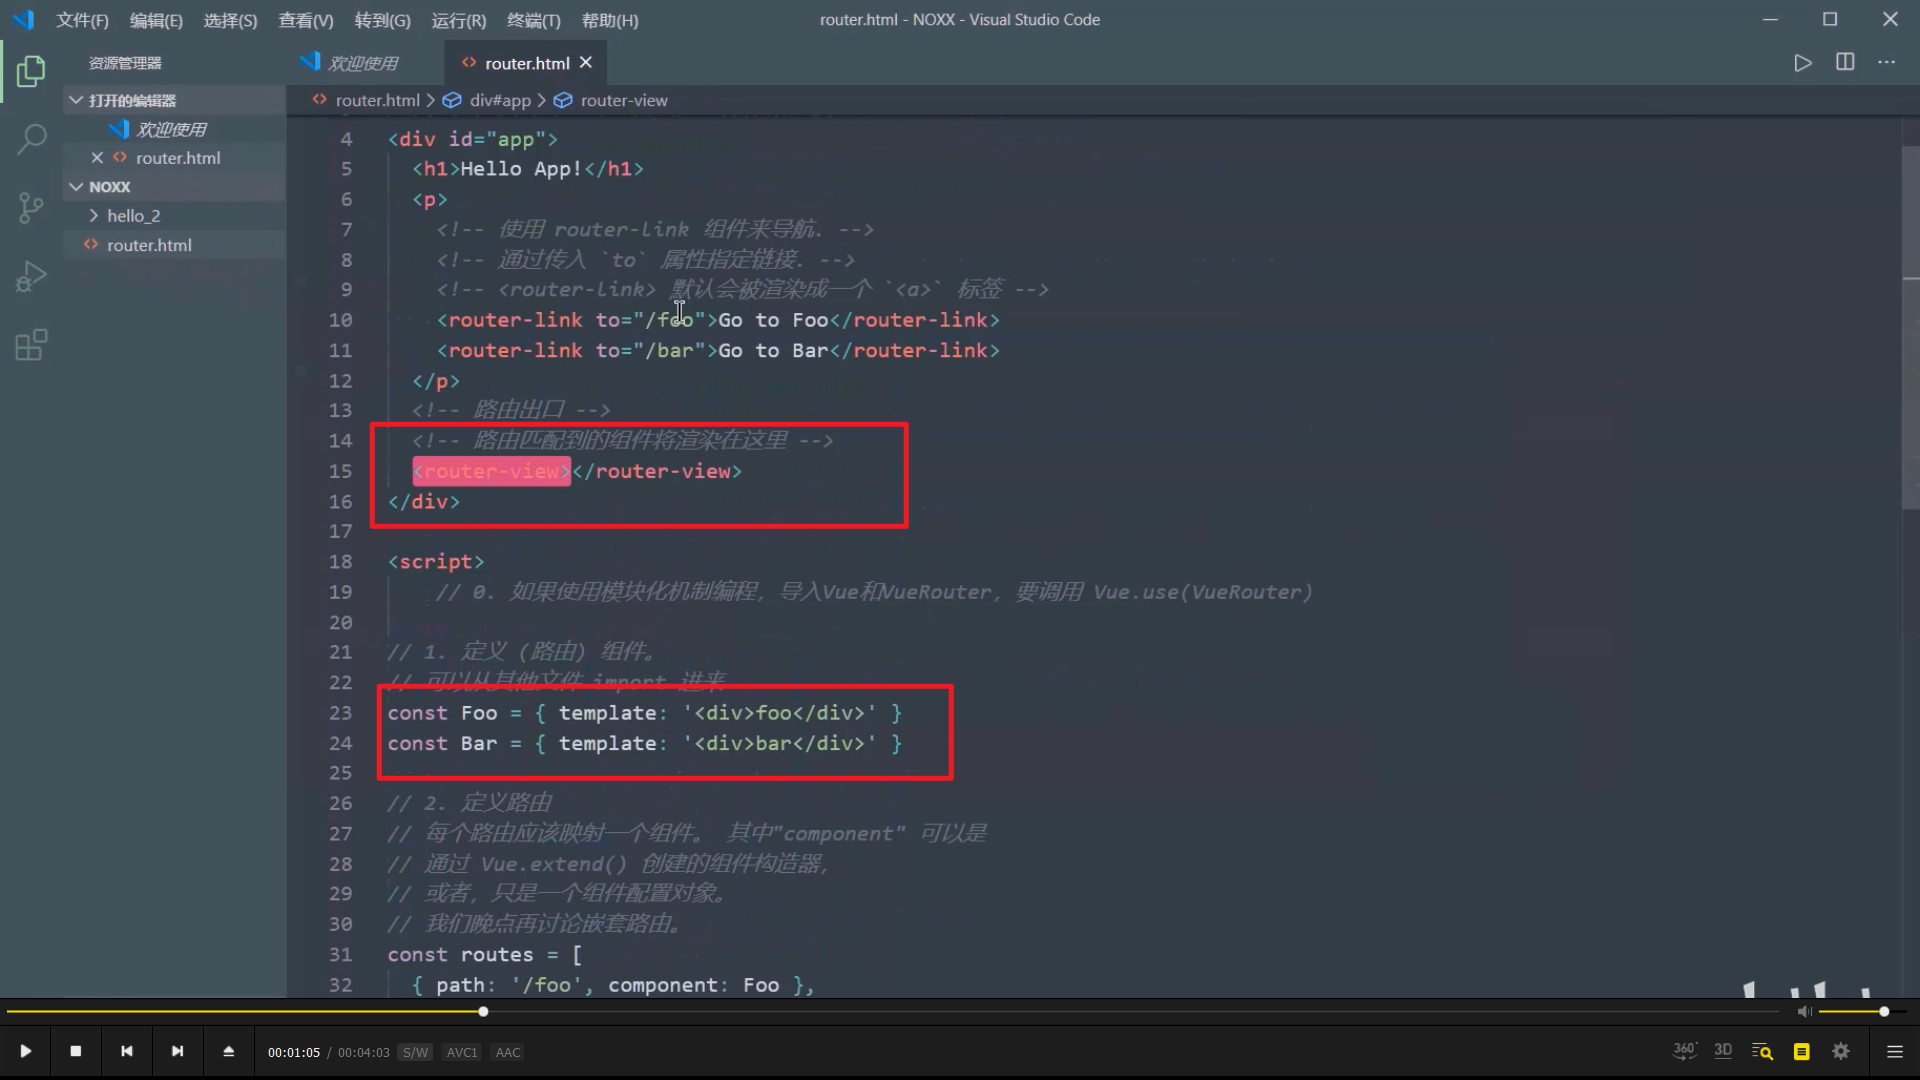 文件(F) 编辑(E) 选择(S) 查看(V) 转到(G) 运行(R) 终端(T) 帮助(H) router.html - NOXX - Visual Studio Code
资源管理器
欢迎使用
router.html
打开的编辑器
router.html div#app router-view
欢迎使用
router.html
NOXX
hello_2
router.html
4 <div id="app">
5 <h1>Hello App!</h1>
6 <p>
7 <!-- 使用 router-link 组件来导航. -->
8 <!-- 通过传入 `to` 属性指定链接. -->
9 <!-- <router-link> 默认会被渲染成一个 `<a>` 标签 -->
10 <router-link to="/foo">Go to Foo</router-link>
11 <router-link to="/bar">Go to Bar</router-link>
12 </p>
13 <!-- 路由出口 -->
14 <!-- 路由匹配到的组件将渲染在这里 -->
15 <router-view></router-view>
16 </div>
17
18 <script>
19 // 0. 如果使用模块化机制编程，导入Vue和VueRouter，要调用 Vue.use(VueRouter)
20
21 // 1. 定义 (路由) 组件。
22 // 可以从其他文件 import 进来
23 const Foo = { template: '<div>foo</div>' }
24 const Bar = { template: '<div>bar</div>' }
25
26 // 2. 定义路由
27 // 每个路由应该映射一个组件。 其中"component" 可以是
28 // 通过 Vue.extend() 创建的组件构造器，
29 // 或者，只是一个组件配置对象。
30 // 我们晚点再讨论嵌套路由。
31 const routes = [
32 { path: '/foo', component: Foo },
00:01:05 / 00:04:03 S/W AVC1 AAC
360° 3D